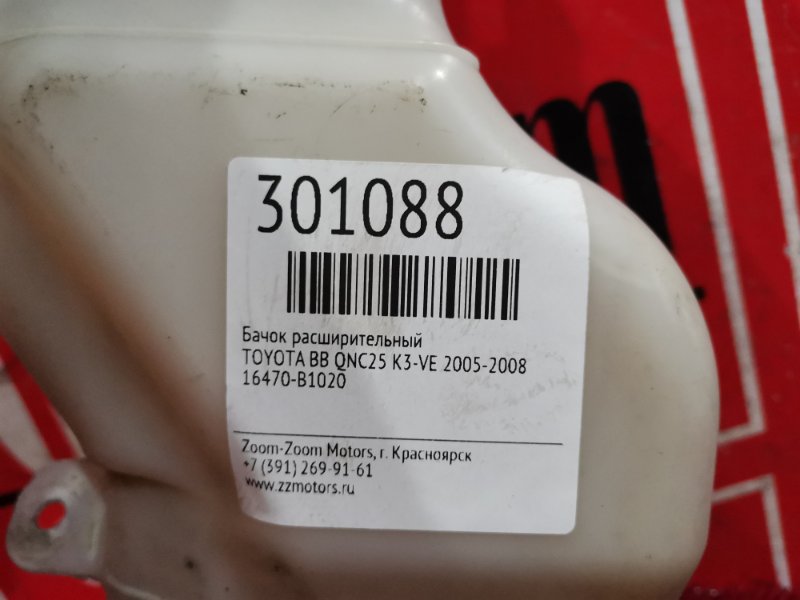 301088
Бачок расширительный
TOYOTA BB QNC25 K3-VE 2005-2008
16470-B1020
Zoom-Zoom Motors, г. Красноярск
+7 (391) 269-91-61
www.zzmotors.ru